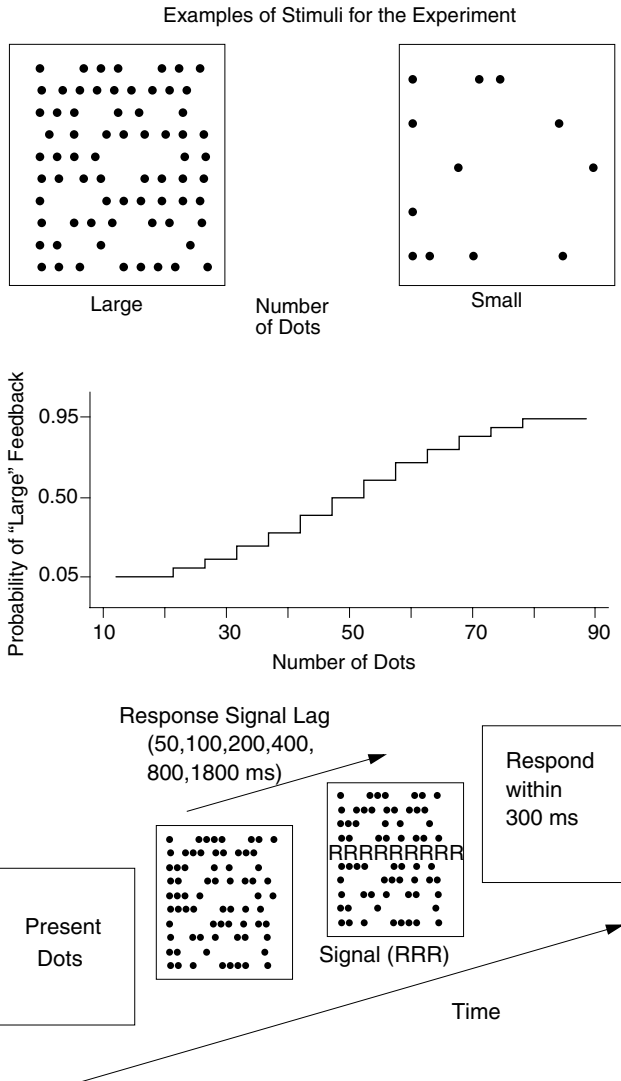 Examples of Stimuli for the Experiment
Large
Number
of Dots
Small
Probability of “Large” Feedback
0.95
0.50
0.05
10
30
50
70
90
Number of Dots
Response Signal Lag
(50,100,200,400,
800,1800 ms)
Respond
within
300 ms
RRRRRRRRR
Present
Dots
Signal (RRR)
Time